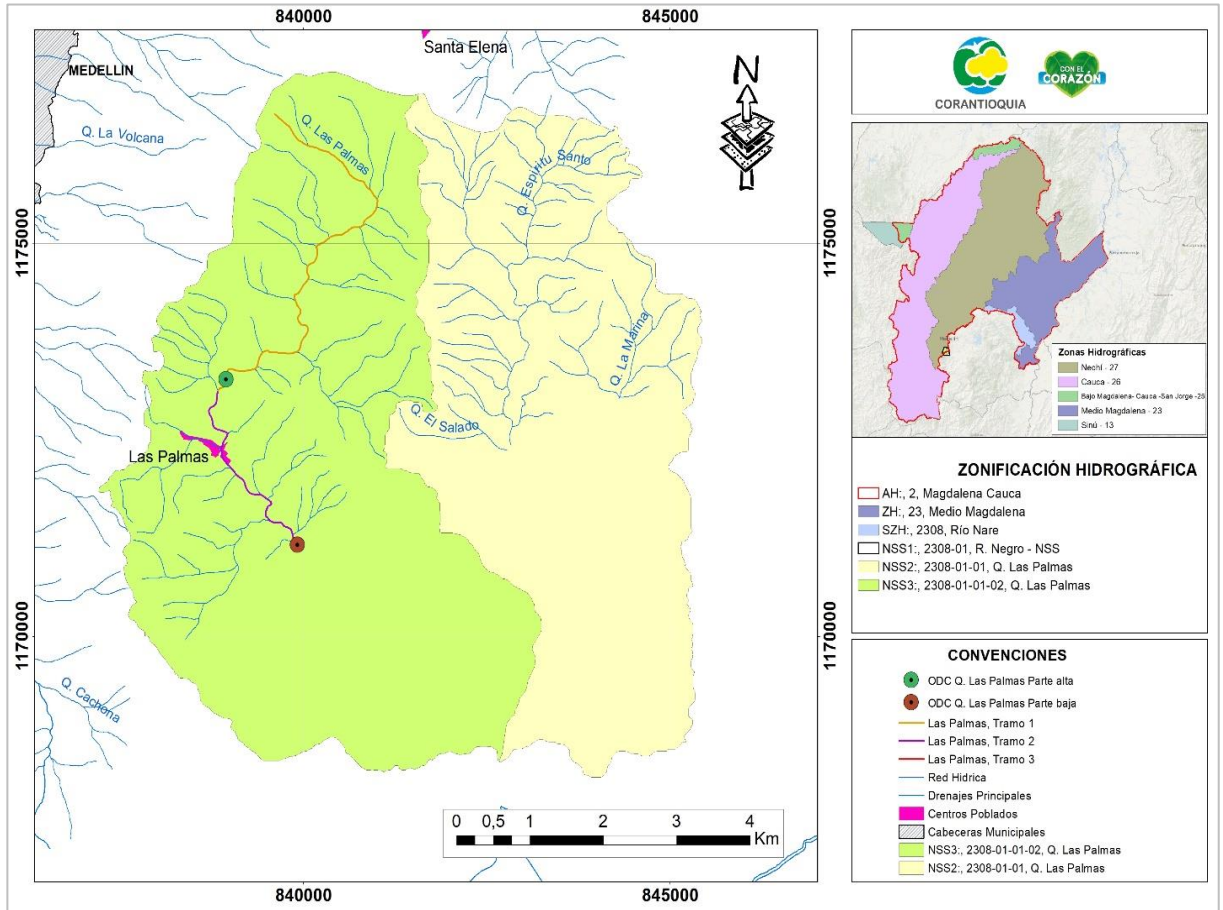 840000
845000
Santa Elena
MEDELLIN
Q. La Volcana
Q. Las Palmas
Q. Espiritu Santo
N
1175000
1175000
Q. La Marina
Q. El Salado
Las Palmas
1170000
1170000
Q. Cachona
0 0,5 1 2 3 4
Km
840000
845000
CORANTIOQUIA
CON EL
CORAZÓN
Zonas Hidrográficas
Nechí - 27
Cauca - 26
Bajo Magdalena- Cauca -San Jorge -25
Medio Magdalena - 23
Sinú - 13
ZONIFICACIÓN HIDROGRÁFICA
AH:, 2, Magdalena Cauca
ZH:, 23, Medio Magdalena
SZH:, 2308, Río Nare
NSS1:, 2308-01, R. Negro - NSS
NSS2:, 2308-01-01, Q. Las Palmas
NSS3:, 2308-01-01-02, Q. Las Palmas
CONVENCIONES
ODC Q. Las Palmas Parte alta
ODC Q. Las Palmas Parte baja
Las Palmas, Tramo 1
Las Palmas, Tramo 2
Las Palmas, Tramo 3
Red Hidrica
Drenajes Principales
Centros Poblados
Cabeceras Municipales
NSS3:, 2308-01-01-02, Q. Las Palmas
NSS2:, 2308-01-01, Q. Las Palmas